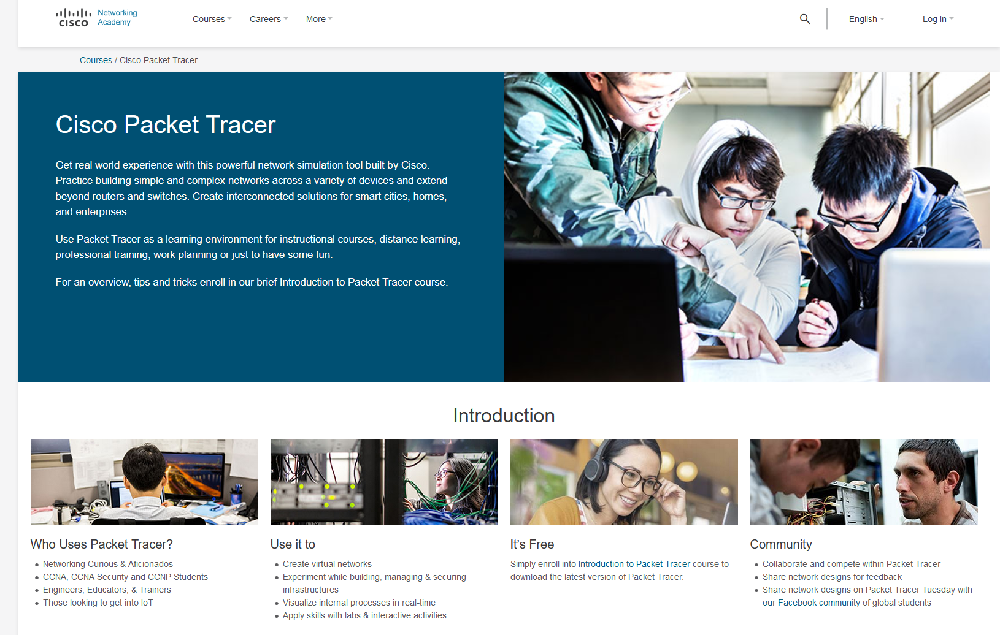 CISCO
Networking
Academy
Courses
Careers
More
English
Log In
Courses / Cisco Packet Tracer
Cisco Packet Tracer
Get real world experience with this powerful network simulation tool built by Cisco.
Practice building simple and complex networks across a variety of devices and extend
beyond routers and switches. Create interconnected solutions for smart cities, homes,
and enterprises.
Use Packet Tracer as a learning environment for instructional courses, distance learning,
professional training, work planning or just to have some fun.
For an overview, tips and tricks enroll in our brief Introduction to Packet Tracer course.
Introduction
Who Uses Packet Tracer?
• Networking Curious & Aficionados
• CCNA, CCNA Security and CCNP Students
• Engineers, Educators, & Trainers
• Those looking to get into IoT
Use it to
• Create virtual networks
• Experiment while building, managing & securing
infrastructures
• Visualize internal processes in real-time
• Apply skills with labs & interactive activities
It’s Free
Simply enroll into Introduction to Packet Tracer course to
download the latest version of Packet Tracer.
Community
• Collaborate and compete within Packet Tracer
• Share network designs for feedback
• Share network designs on Packet Tracer Tuesday with
our Facebook community of global students